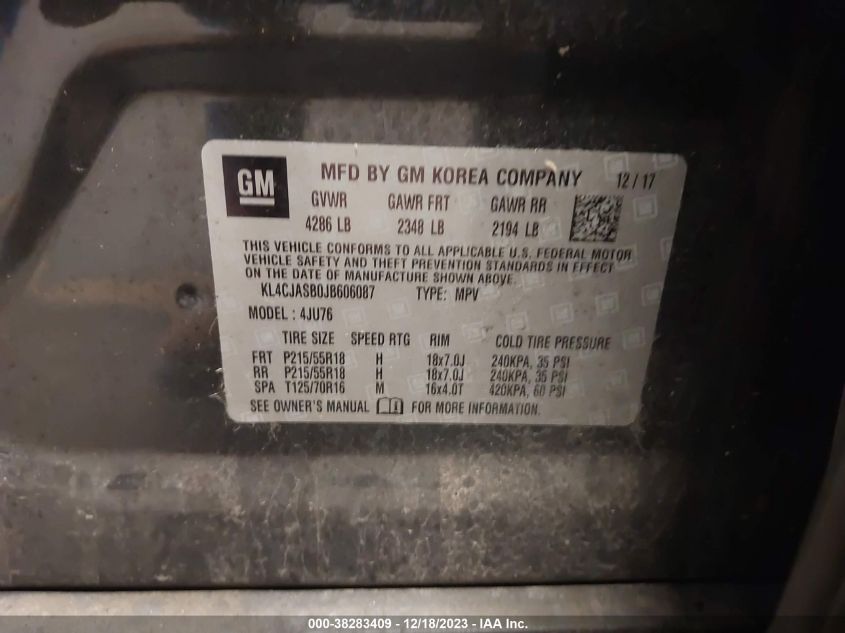 GM
MFD BY GM KOREA COMPANY 12/17
GVWR GAWR FRT GAWR RR
4286 LB 2348 LB 2194 LB
THIS VEHICLE CONFORMS TO ALL APPLICABLE U.S. FEDERAL MOTOR
VEHICLE SAFETY AND THEFT PREVENTION STANDARDS IN EFFECT
ON THE DATE OF MANUFACTURE SHOWN ABOVE.
KL4CJASB0JB606087 TYPE: MPV
MODEL : 4JU76
TIRE SIZE SPEED RTG RIM COLD TIRE PRESSURE
FRT P215/55R18 H 18x7.0J 240KPA, 35 PSI
RR P215/55R18 H 18x7.0J 240KPA, 35 PSI
SPA T125/70R16 M 16x4.0T 420KPA, 60 PSI
SEE OWNER'S MANUAL FOR MORE INFORMATION.
000-38283409 - 12/18/2023 - IAA Inc.